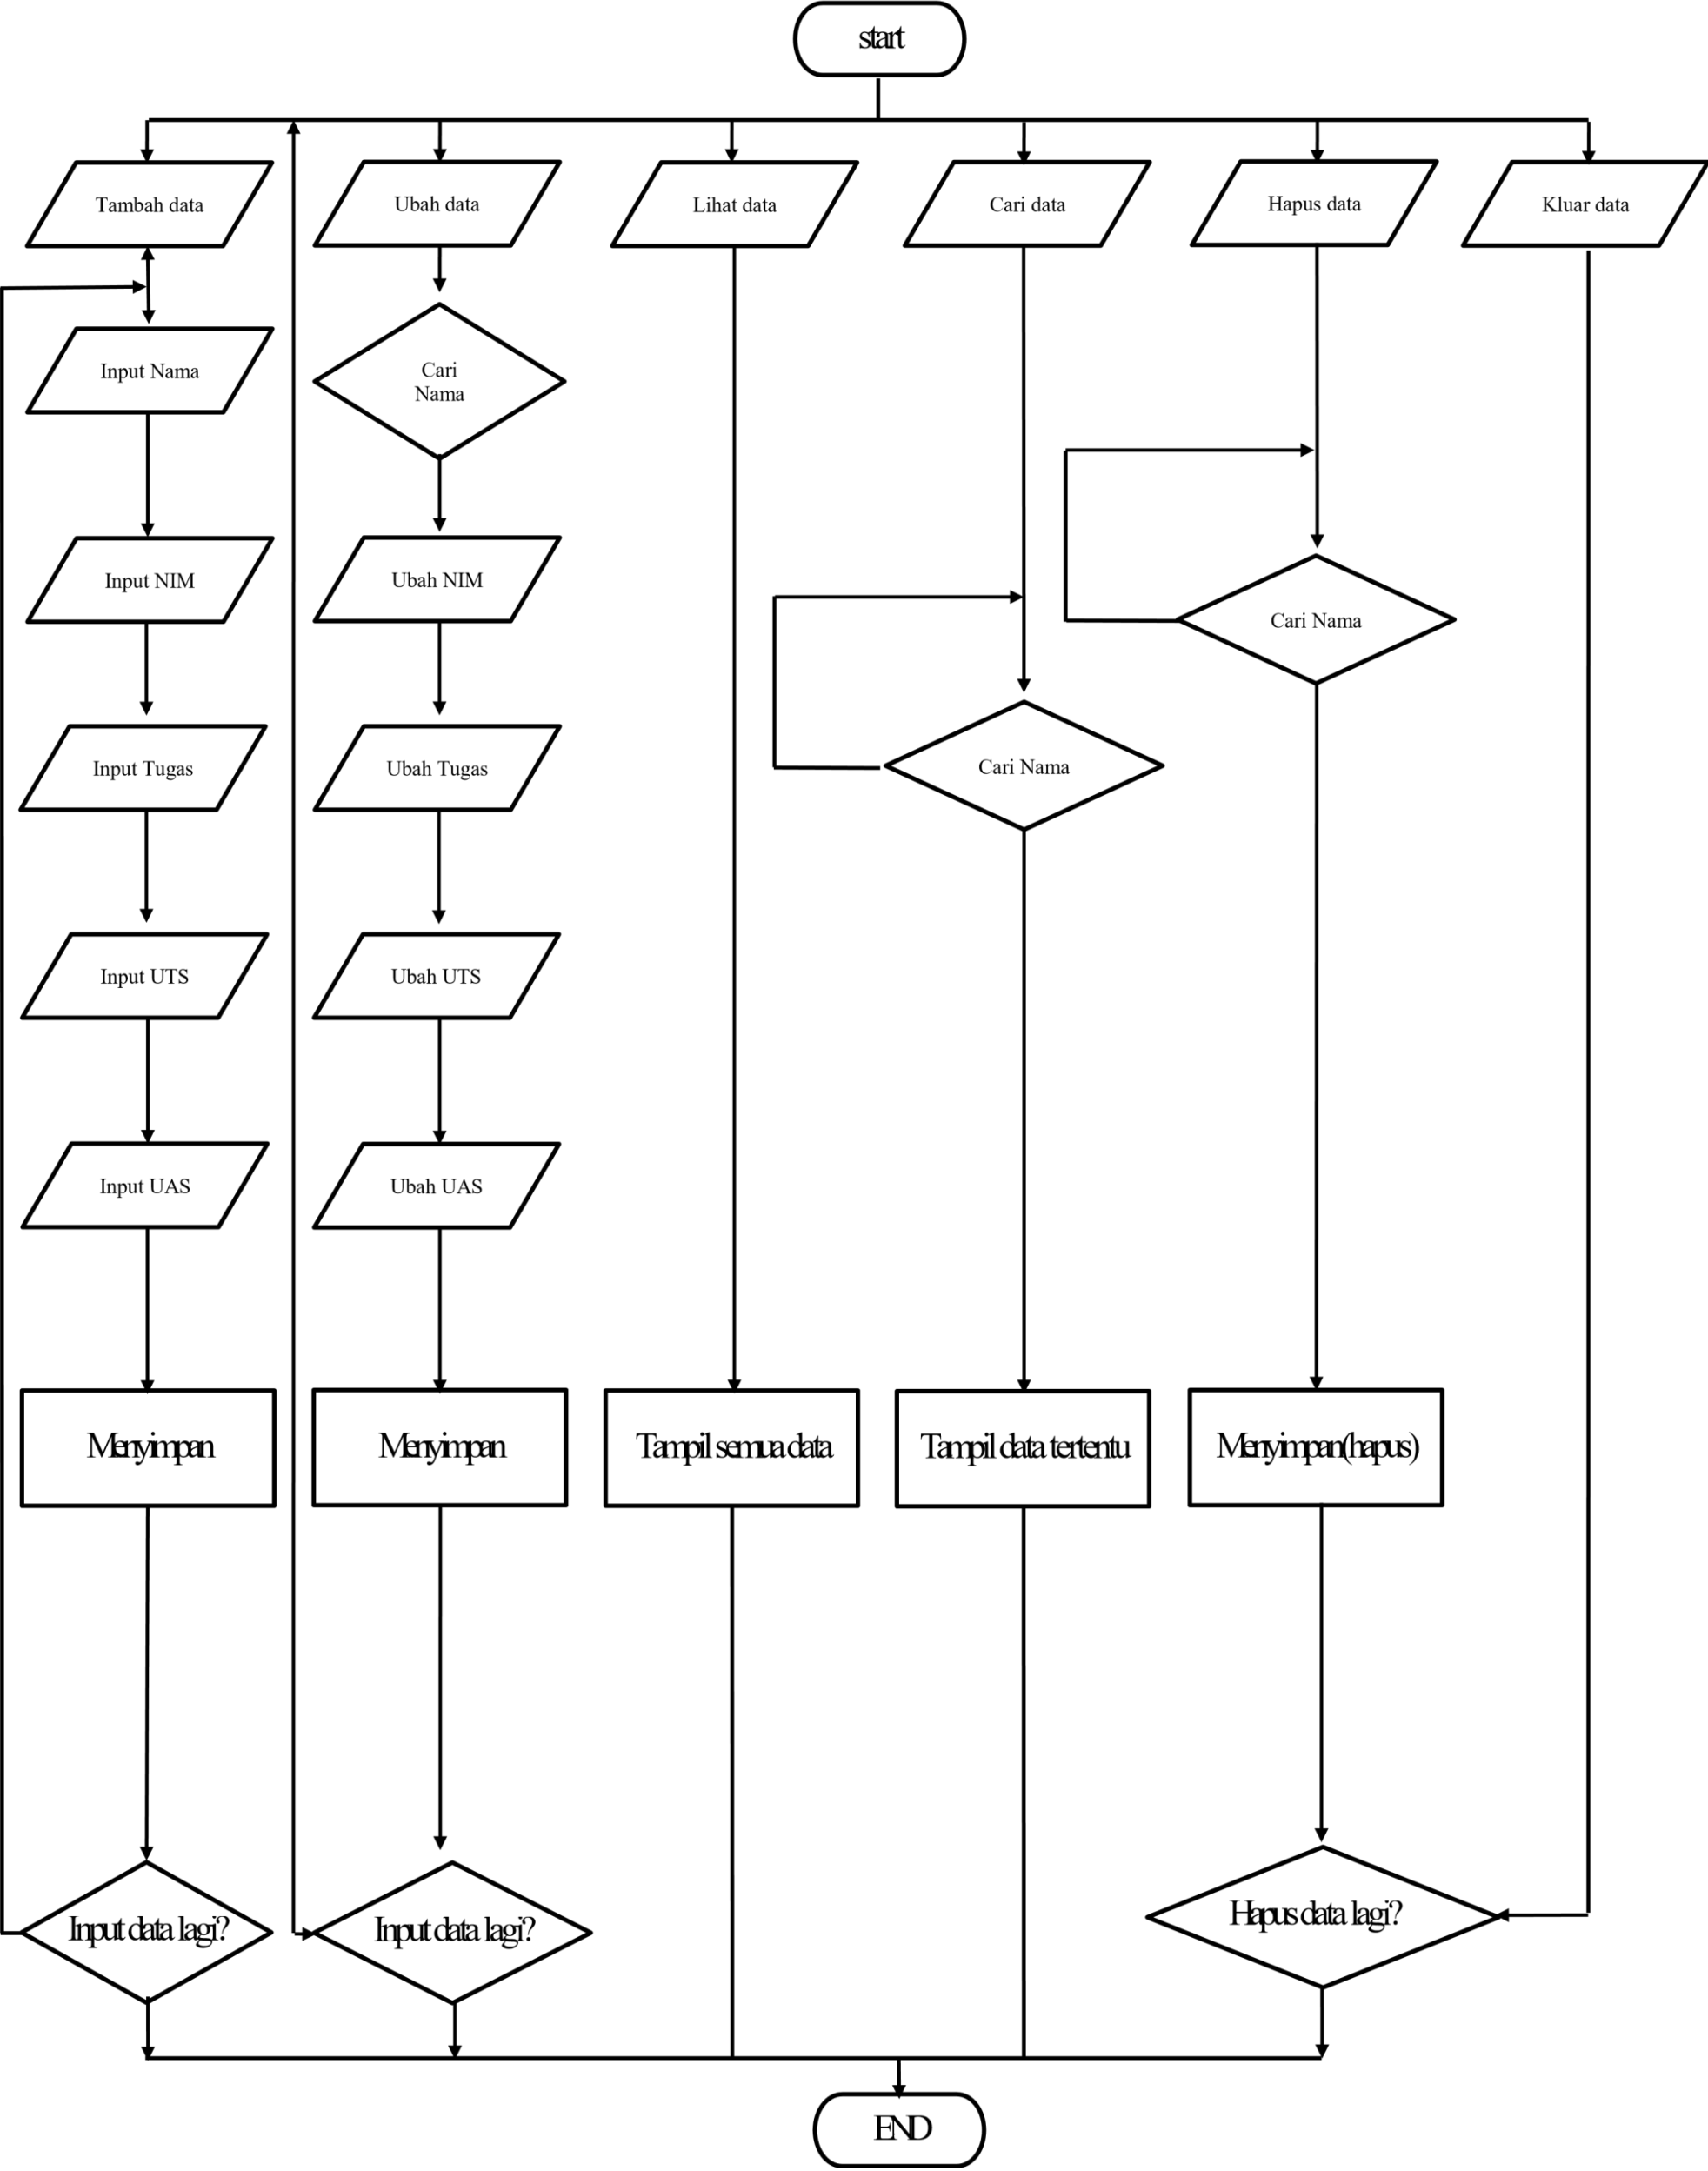 start
Tambah data
Ubah data
Lihat data
Cari data
Hapus data
Kluar data
Input Nama
Cari
Nama
Input NIM
Ubah NIM
Cari Nama
Input Tugas
Ubah Tugas
Cari Nama
Input UTS
Ubah UTS
Input UAS
Ubah UAS
Menyimpan
Menyimpan
Tampil semua data
Tampil data tertentu
Menyimpan(hapus)
Input data lagi?
Input data lagi?
Hapus data lagi?
END